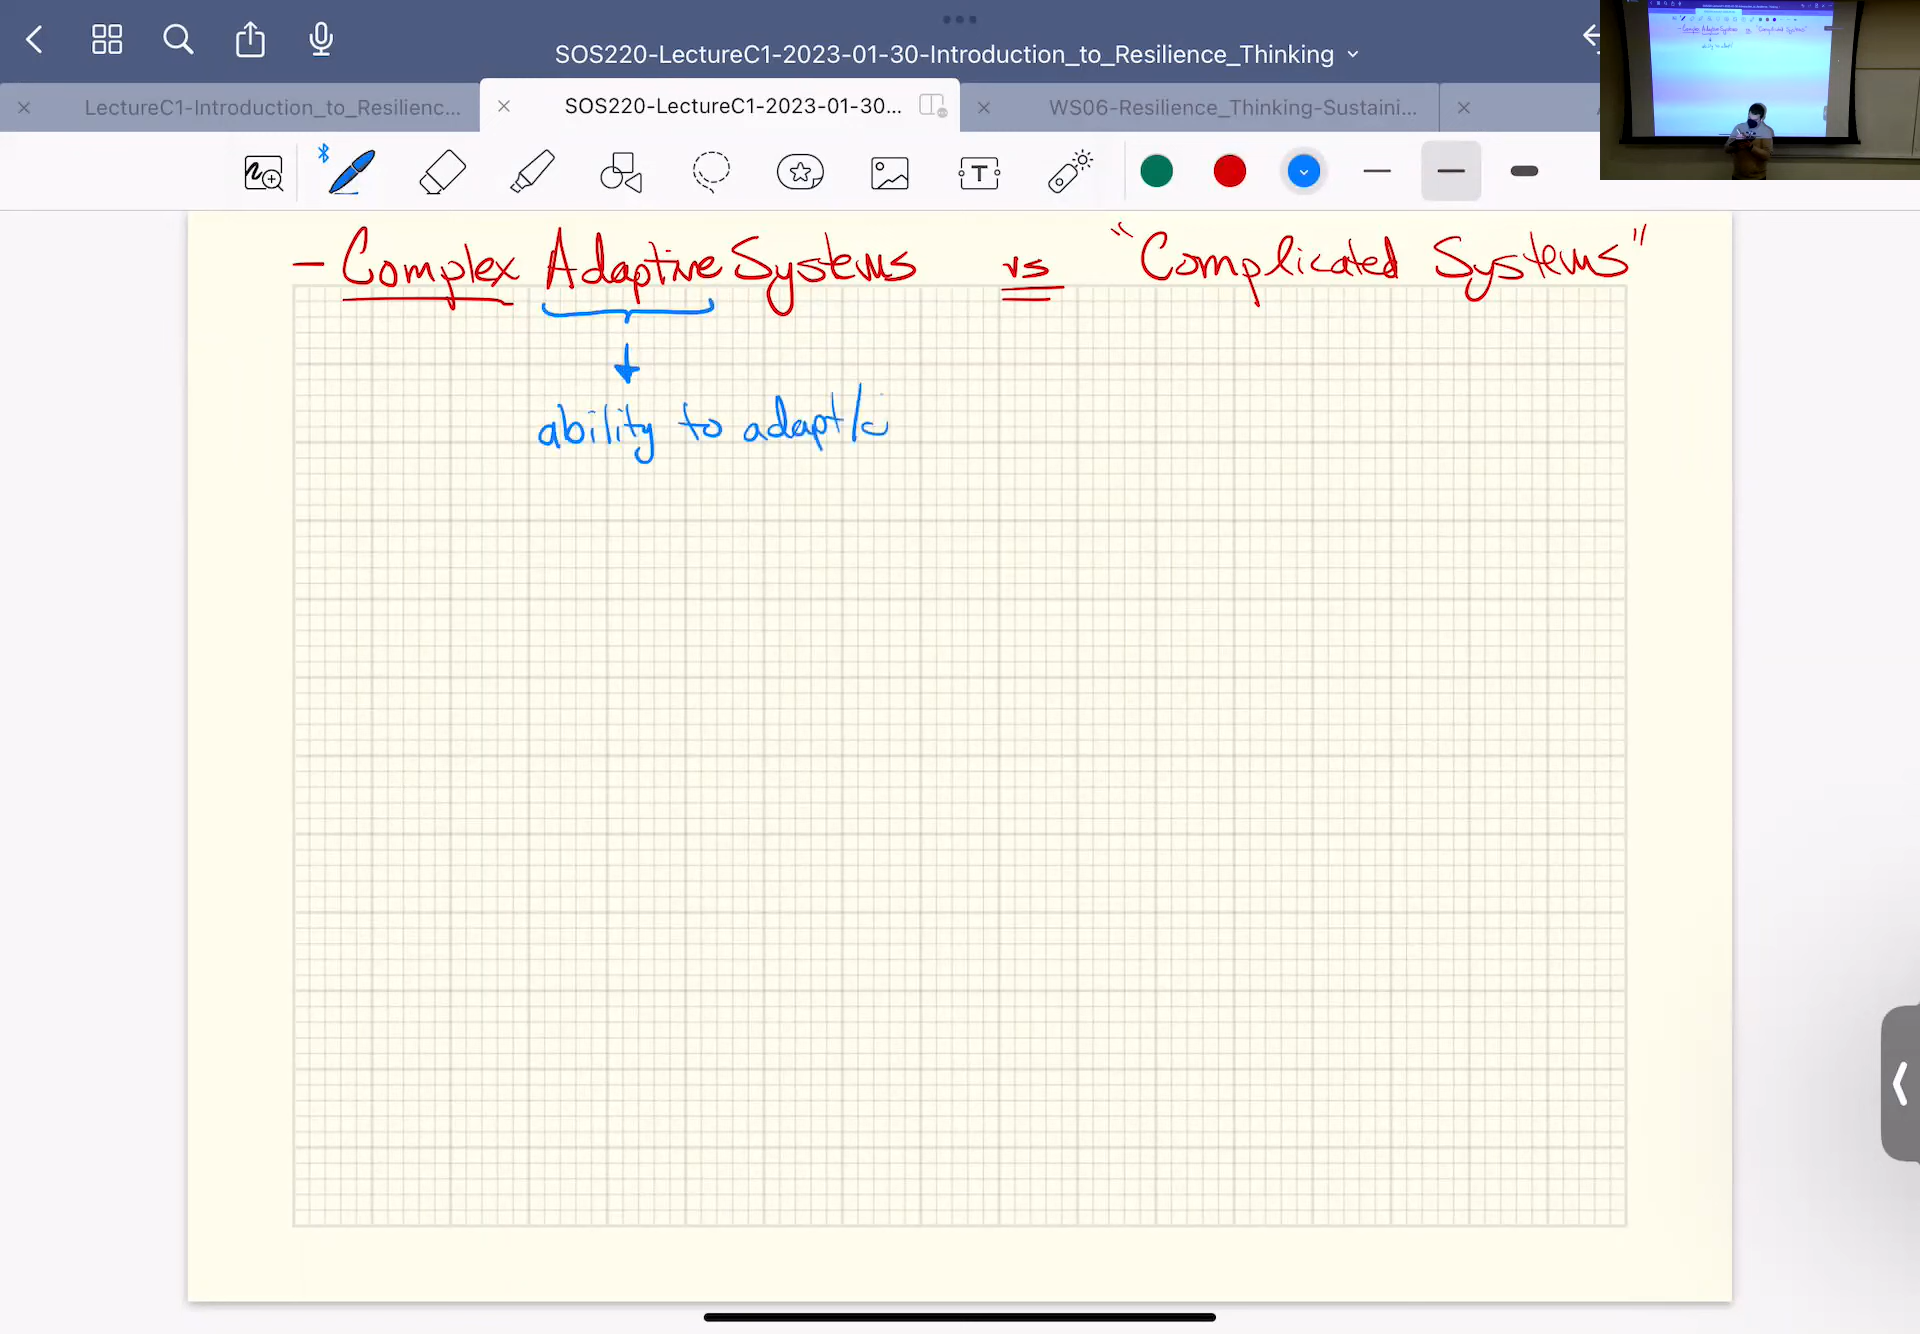 SOS220-LectureC1-2023-01-30-Introduction_to_Resilience_Thinking
LectureC1-Introduction_to_Resilienc...
SOS220-LectureC1-2023-01-30...
WS06-Resilience_Thinking-Sustaini...
T
- Complex Adaptive Systems vs "Complicated Systems"
ability to adapt/c